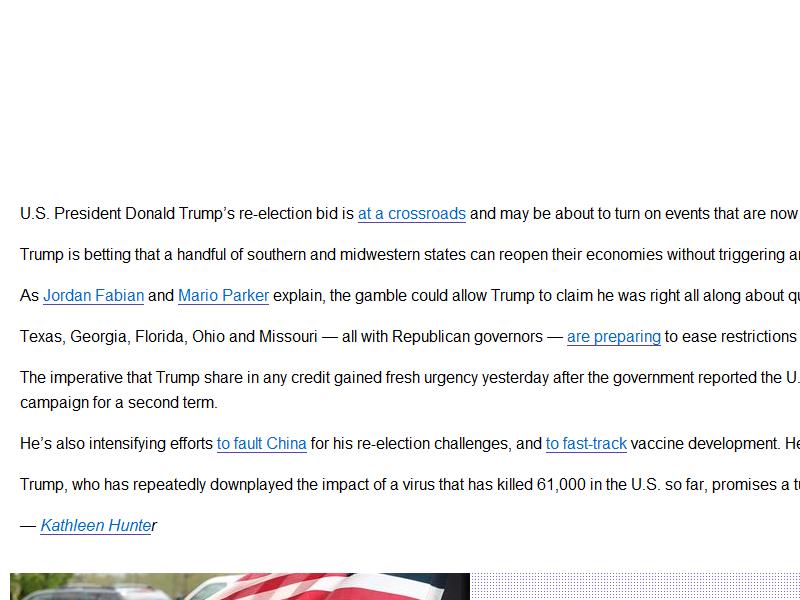 U.S. President Donald Trump’s re-election bid is at a crossroads and may be about to turn on events that are now
Trump is betting that a handful of southern and midwestern states can reopen their economies without triggering
As Jordan Fabian and Mario Parker explain, the gamble could allow Trump to claim he was right all along about
Texas, Georgia, Florida, Ohio and Missouri — all with Republican governors — are preparing to ease restrictions
The imperative that Trump share in any credit gained fresh urgency yesterday after the government reported the U.S.
campaign for a second term.
He’s also intensifying efforts to fault China for his re-election challenges, and to fast-track vaccine development. He
Trump, who has repeatedly downplayed the impact of a virus that has killed 61,000 in the U.S. so far, promises a
— Kathleen Hunter